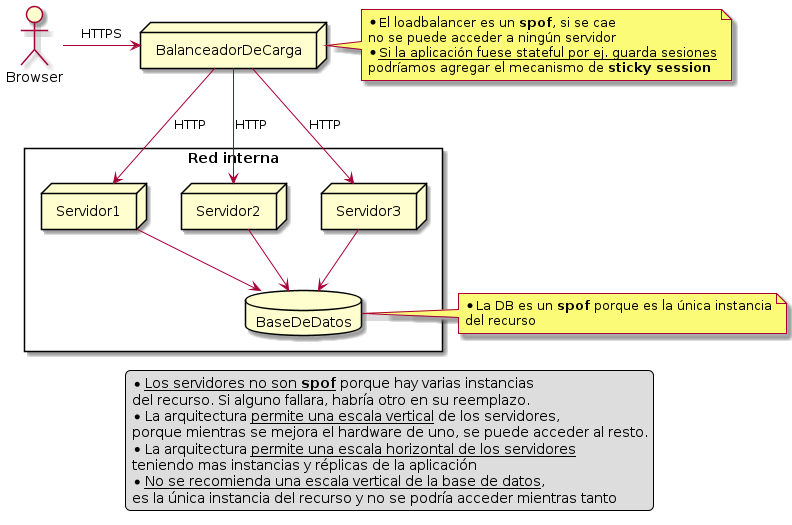 HTTPS
BalanceadorDeCarga
Browser
•El loadbalancer es un spof, si se cae
no se puede acceder a ningún servidor
•Si la aplicación fuese stateful por ej. guarda sesiones
podríamos agregar el mecanismo de sticky session
HTTP
HTTP
HTTP
Red interna
Servidor1
Servidor2
Servidor3
BaseDeDatos
•La DB es un spof porque es la única instancia
del recurso
•Los servidores no son spof porque hay varias instancias
del recurso. Si alguno fallara, habría otro en su reemplazo.
•La arquitectura permite una escala vertical de los servidores,
porque mientras se mejora el hardware de uno, se puede acceder al resto.
•La arquitectura permite una escala horizontal de los servidores
teniendo mas instancias y réplicas de la aplicación
•No se recomienda una escala vertical de la base de datos,
es la única instancia del recurso y no se podría acceder mientras tanto